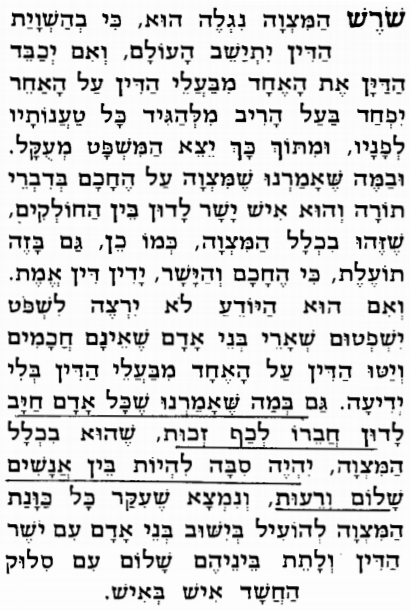 שֹׁרֶשׁ הַמִּצְוָה נִגְלֶה הוּא, כִּי בְהַשְׁוָיַת
הַדִּין יִתְיַשֵּׁב הָעוֹלָם, וְאִם יְכַבֵּד
הַדַּיָּן אֶת הָאֶחָד מִבַּעֲלֵי הַדִּין עַל הָאַחֵר
יִפְחַד בַּעַל הָרִיב מִלְּהַגִּיד כָּל טַעֲנוֹתָיו
לְפָנָיו, וּמִתּוֹךְ כָּךְ יֵצֵא הַמִּשְׁפָּט מְעֻקָּל.
וּבַמֶּה שֶּׁאָמַרְנוּ שֶׁמִּצְוָה עַל הֶחָכָם בְּדִבְרֵי
תוֹרָה וְהוּא אִישׁ יָשָׁר לָדוּן בֵּין הַחוֹלְקִים,
שֶׁזֶּהוּ בִּכְלָל הַמִּצְוָה, כְּמוֹ כֵן, גַּם בָּזֶה
תוֹעֶלֶת, כִּי הֶחָכָם וְהַיָּשָׁר, יָדִין דִּין אֱמֶת.
וְאִם הוּא הַיּוֹדֵעַ לֹא יִרְצֶה לִשְׁפֹּט
יִשְׁפְּטוּם שְׁאָרֵי בְּנֵי אָדָם שֶׁאֵינָם חֲכָמִים
וְיַטּוּ הַדִּין עַל הָאֶחָד מִבַּעֲלֵי הַדִּין בְּלִי
יְדִיעָה. גַּם בְּמַה שֶּׁאָמַרְנוּ שֶׁכָּל אָדָם חַיָּב
לָדוּן חֲבֵרוֹ לְכַף זְכוּת, שֶׁהוּא בִּכְלָל
הַמִּצְוָה, יִהְיֶה סִבָּה לִהְיוֹת בֵּין אֲנָשִׁים
שָׁלוֹם וְרֵעוּת, וְנִמְצָא שֶׁעִקַּר כָּל כַּוָּנַת
הַמִּצְוָה לְהוֹעִיל בְּיִשּׁוּב בְּנֵי אָדָם עִם יֹשֶׁר
הַדִּין וְלָתֵת בֵּינֵיהֶם שָׁלוֹם עִם סִלּוּק
הַחֲשָׁד אִישׁ בְּאִישׁ.